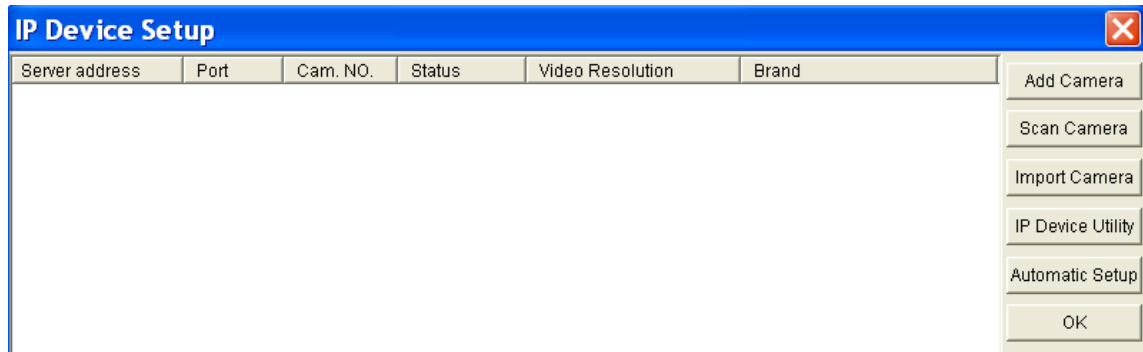 IP Device Setup
Server address Port Cam. NO. Status Video Resolution Brand
Add Camera
Scan Camera
Import Camera
IP Device Utility
Automatic Setup
OK